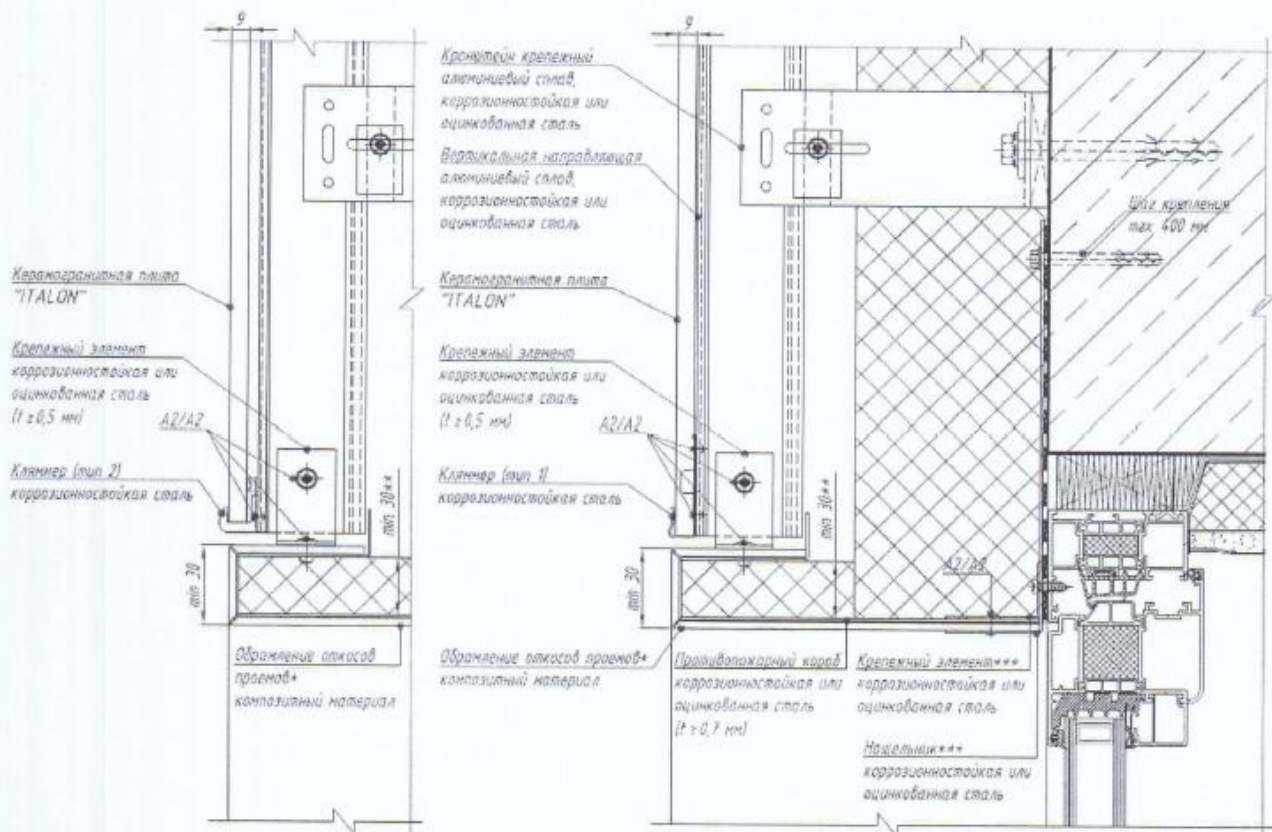 9
Керамогранитная плита
"ITALON"
Крепежный элемент
коррозионностойкая или
оцинкованная сталь
(t ≥ 0,5 мм)
A2/A2
Кляммер (тип 2)
коррозионностойкая сталь
min 30
min 30**
Обрамление откосов
проемов*
композитный материал
9
Кронштейн крепежный
алюминиевый сплав,
коррозионностойкая или
оцинкованная сталь
Вертикальная направляющая
алюминиевый сплав,
коррозионностойкая или
оцинкованная сталь
Керамогранитная плита
"ITALON"
Крепежный элемент
коррозионностойкая или
оцинкованная сталь
(t ≥ 0,5 мм)
A2/A2
Кляммер (тип 1)
коррозионностойкая сталь
min 30
min 30**
Обрамление откосов проемов*
композитный материал
Противопожарный короб
коррозионностойкая или
оцинкованная сталь
(t ≥ 0,7 мм)
A2/A2
Крепежный элемент***
коррозионностойкая или
оцинкованная сталь
Нащельник***
коррозионностойкая или
оцинкованная сталь
Шаг крепления
max 400 мм